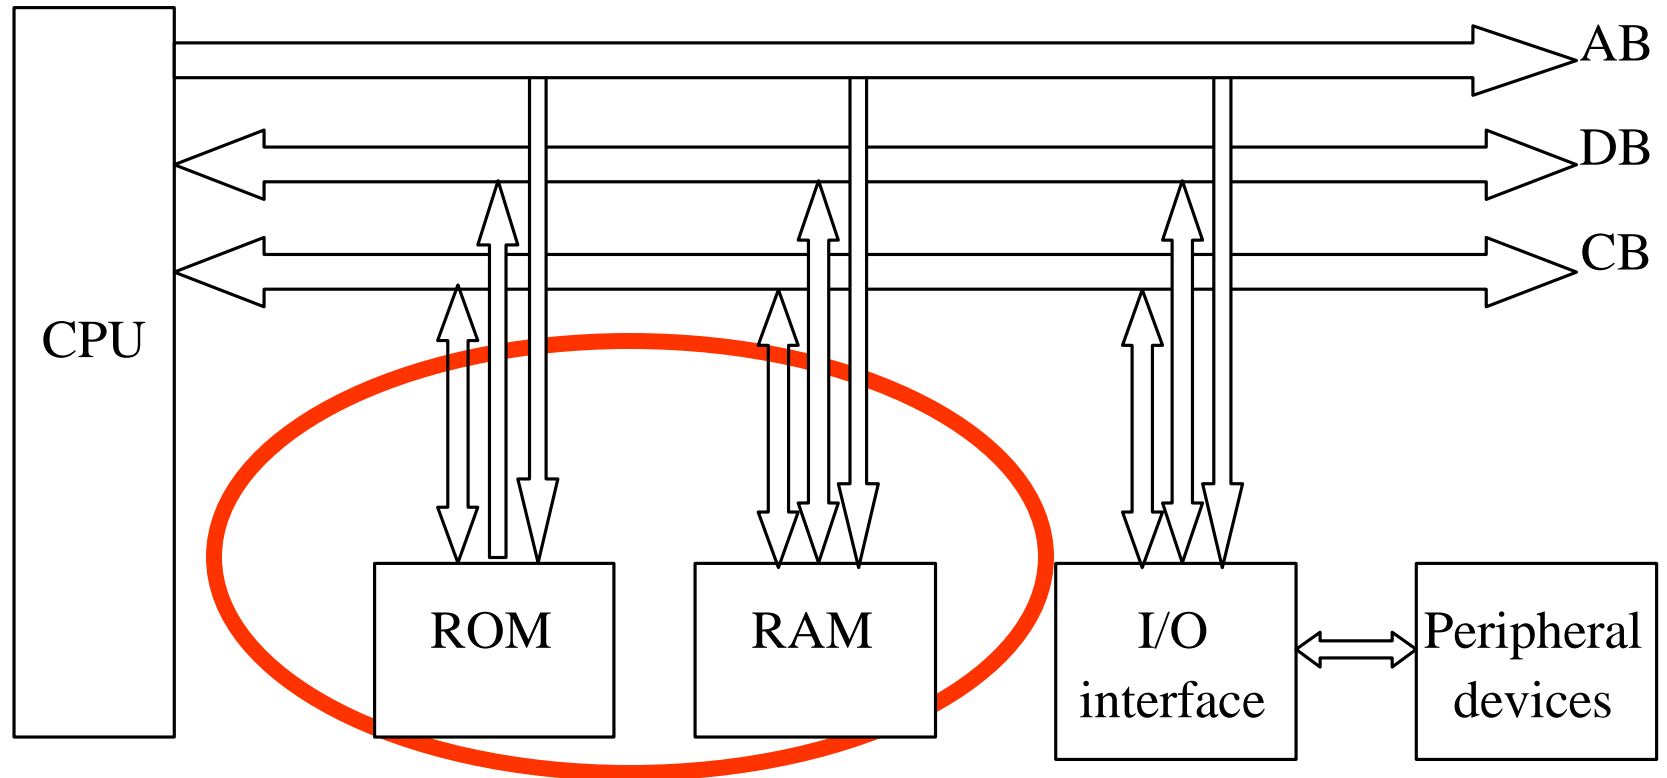 AB
DB
CB
CPU
ROM
RAM
I/O
interface
Peripheral
devices